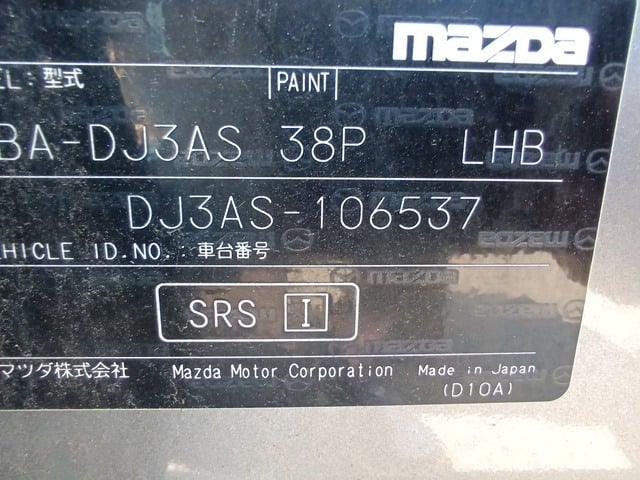 mazda
EL:型式 PAINT
BA-DJ3AS 38P LHB
DJ3AS-106537
EHICLE ID.NO.:車台番号
SRS I
マツダ株式会社 Mazda Motor Corporation Made in Japan
(D10A)